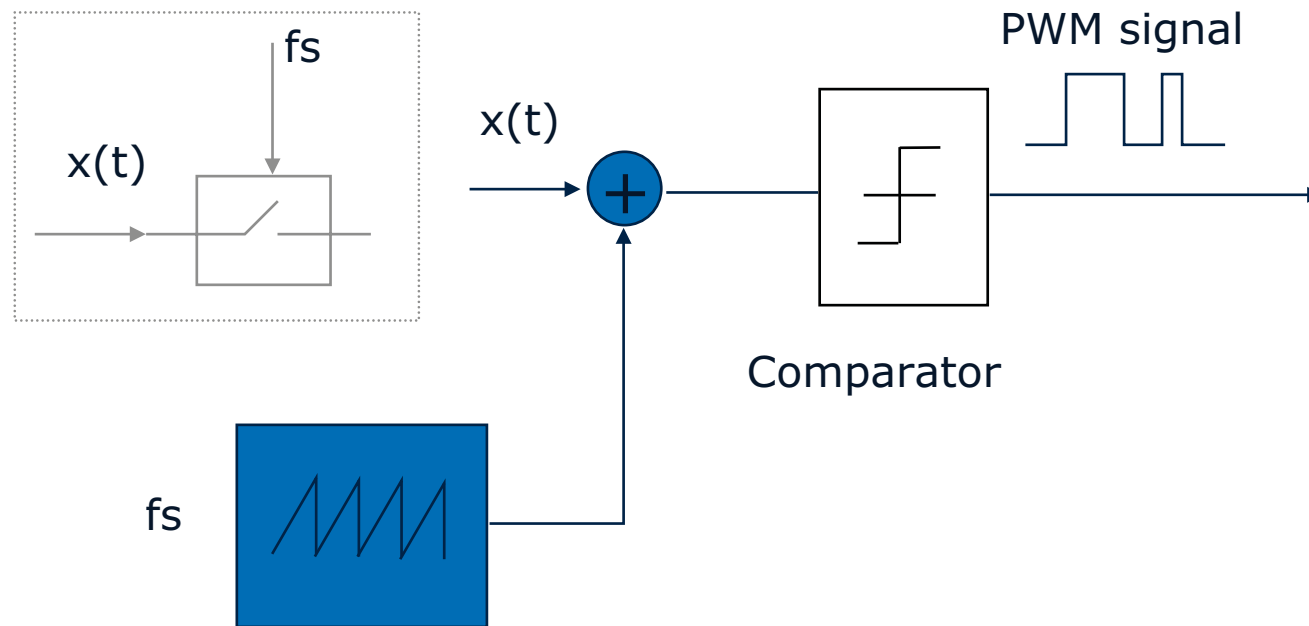 fs
x(t)
x(t)
+
PWM signal
Comparator
fs